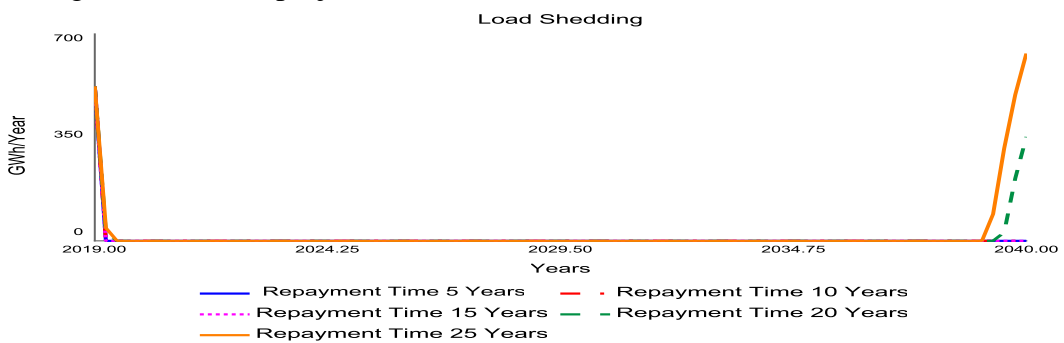 Load Shedding
700
350
0
GWh/Year
2019.00 2024.25 2029.50 2034.75 2040.00
Years
Repayment Time 5 Years Repayment Time 10 Years
Repayment Time 15 Years Repayment Time 20 Years
Repayment Time 25 Years